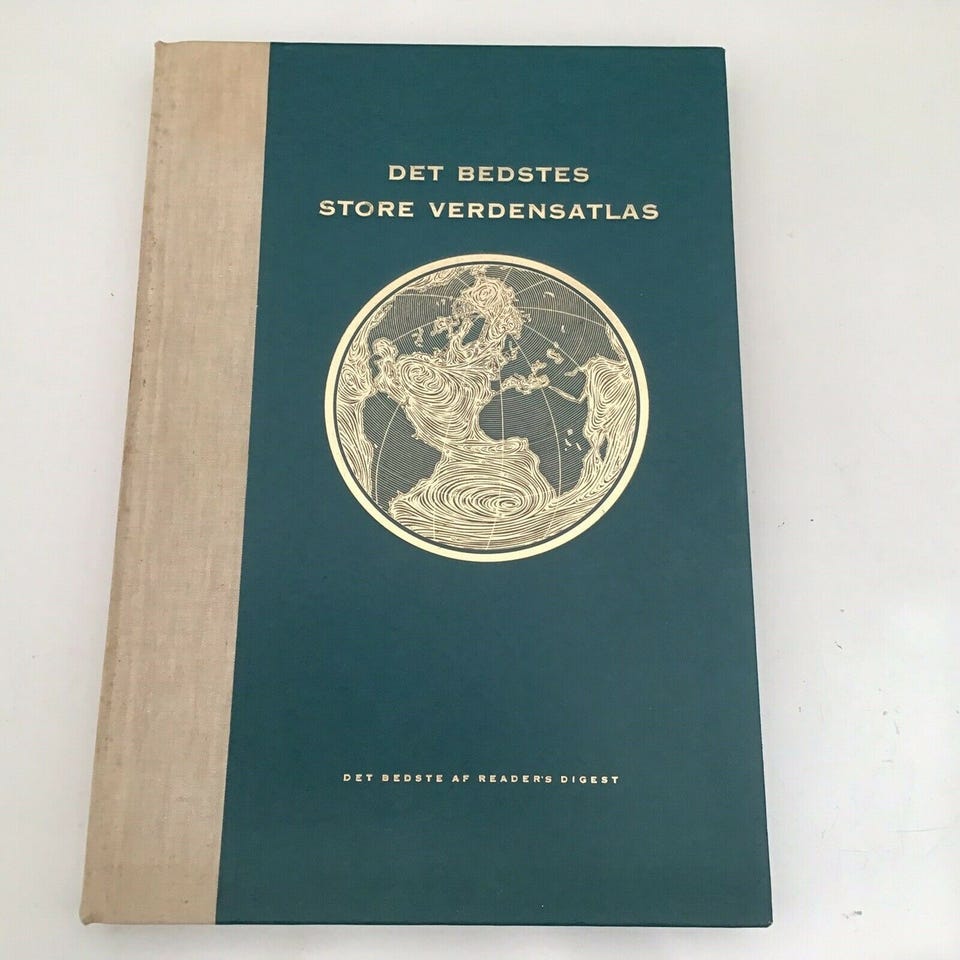 DET BEDSTES
STORE VERDENSATLAS
DET BEDSTE AF READER'S DIGEST